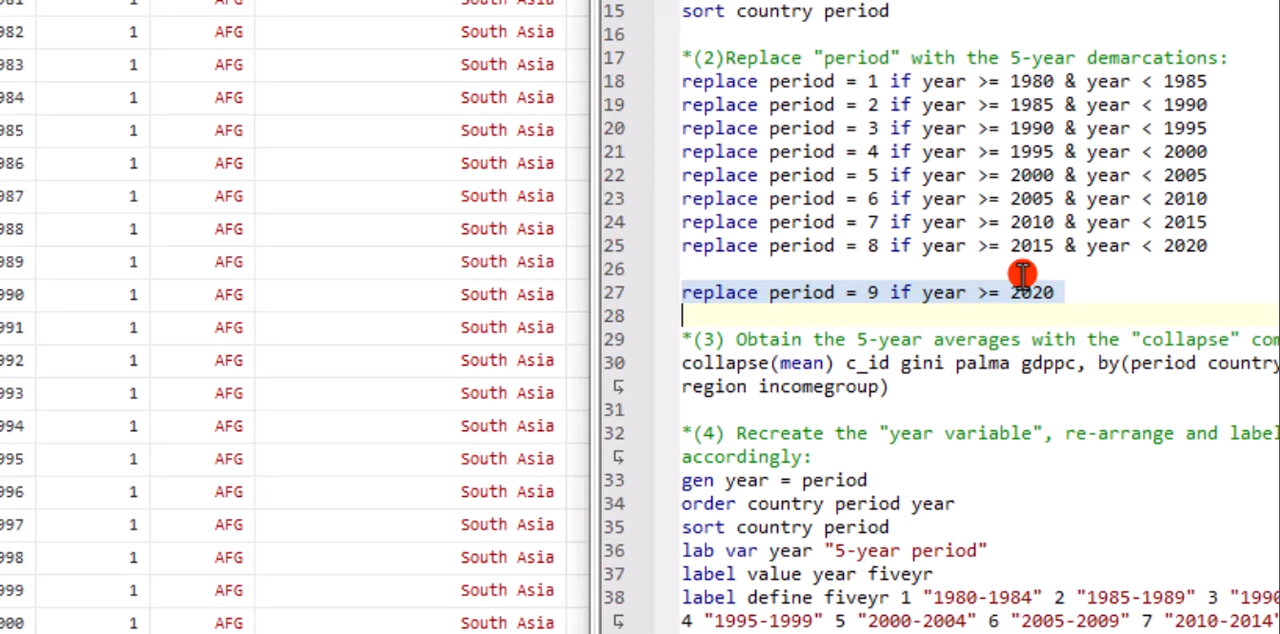 981 1 AFG South Asia
982 1 AFG South Asia
983 1 AFG South Asia
984 1 AFG South Asia
985 1 AFG South Asia
986 1 AFG South Asia
987 1 AFG South Asia
988 1 AFG South Asia
989 1 AFG South Asia
990 1 AFG South Asia
991 1 AFG South Asia
992 1 AFG South Asia
993 1 AFG South Asia
994 1 AFG South Asia
995 1 AFG South Asia
996 1 AFG South Asia
997 1 AFG South Asia
998 1 AFG South Asia
999 1 AFG South Asia
000 1 AFG South Asia
15 sort country period
16
17 *(2)Replace "period" with the 5-year demarcations:
18 replace period = 1 if year >= 1980 & year < 1985
19 replace period = 2 if year >= 1985 & year < 1990
20 replace period = 3 if year >= 1990 & year < 1995
21 replace period = 4 if year >= 1995 & year < 2000
22 replace period = 5 if year >= 2000 & year < 2005
23 replace period = 6 if year >= 2005 & year < 2010
24 replace period = 7 if year >= 2010 & year < 2015
25 replace period = 8 if year >= 2015 & year < 2020
26
27 replace period = 9 if year >= 2020
28
29 *(3) Obtain the 5-year averages with the "collapse" com
30 collapse(mean) c_id gini palma gdppc, by(period country
region incomegroup)
31
32 *(4) Recreate the "year variable", re-arrange and label
accordingly:
33 gen year = period
34 order country period year
35 sort country period
36 lab var year "5-year period"
37 label value year fiveyr
38 label define fiveyr 1 "1980-1984" 2 "1985-1989" 3 "1990
4 "1995-1999" 5 "2000-2004" 6 "2005-2009" 7 "2010-2014"